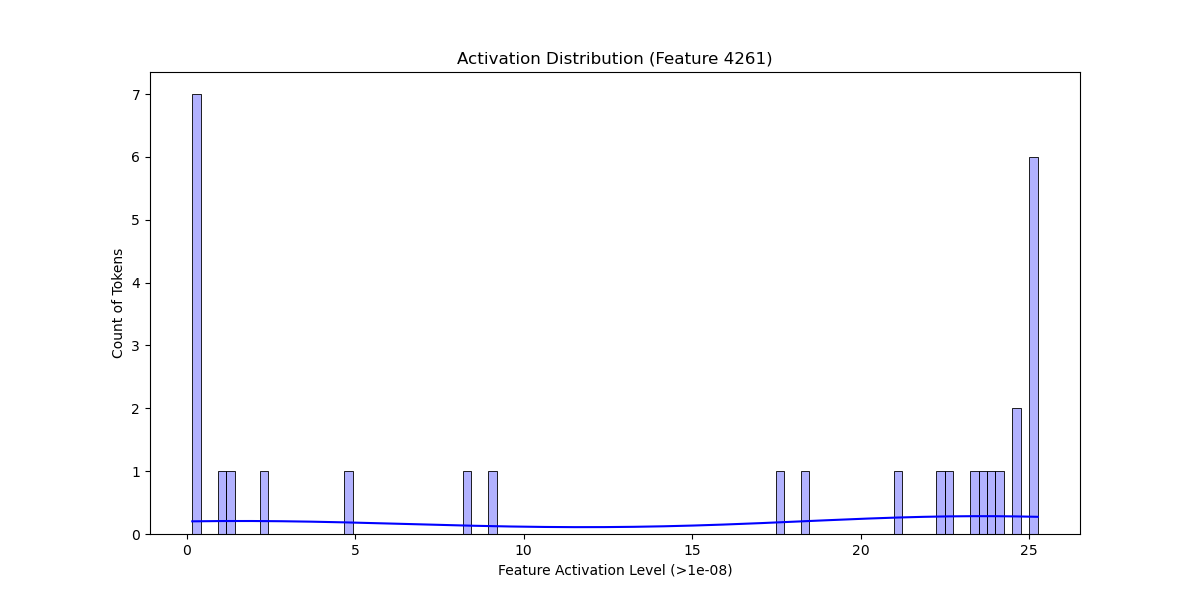 Activation Distribution (Feature 4261)
Count of Tokens
7
6
5
4
3
2
1
0
0 5 10 15 20 25
Feature Activation Level (>1e-08)